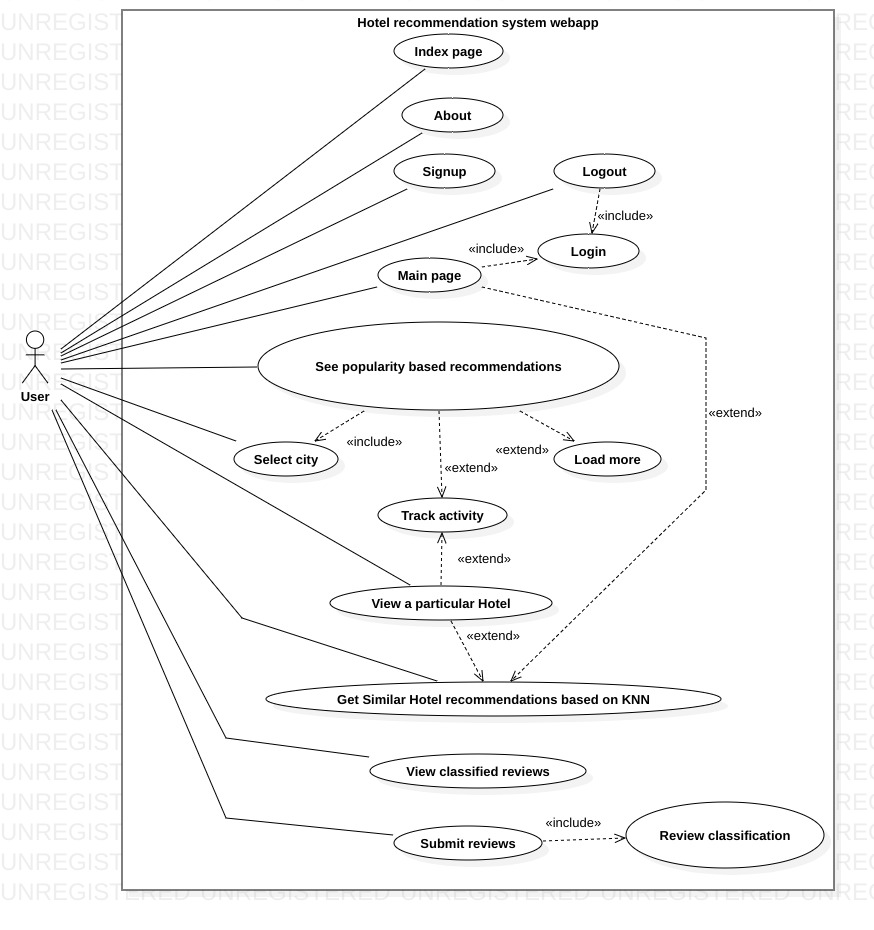 Hotel recommendation system webapp
Index page
About
Signup
Logout
«include»
Login
«include»
Main page
See popularity based recommendations
«extend»
User
«include»
«extend»
Select city
Load more
«extend»
Track activity
«extend»
View a particular Hotel
«extend»
Get Similar Hotel recommendations based on KNN
View classified reviews
«include»
Review classification
Submit reviews
UNREGISTERED UNREGISTERED UNREGISTERED UNREGISTERED UNREG